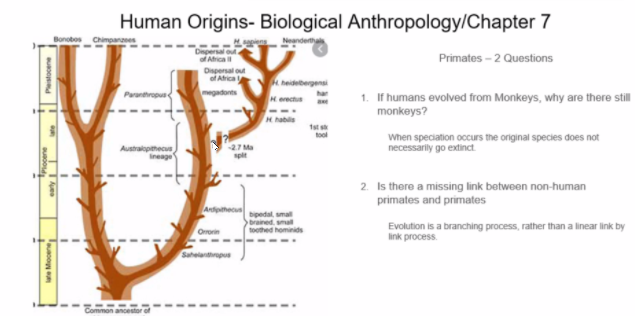 Human Origins- Biological Anthropology/Chapter 7
Bonobos
Chimpanzees
H. sapiens
Neanderthals
Dispersal out
of Africa II
Dispersal out
of Africa I
megadonts
Paranthropus
H. heidelbergensi
H. erectus
H. habilis
1st sto
tool
Australopithecus
lineage
?
~2.7 Ma
split
Ardipithecus
Orrorin
Sahelanthropus
bipedal, small
brained, small
toothed hominids
Pleistocene
late
Pliocene
early
late Miocene
Common ancestor of
Primates – 2 Questions
1. If humans evolved from Monkeys, why are there still
monkeys?
When speciation occurs the original species does not
necessarily go extinct.
2. Is there a missing link between non-human
primates and primates
Evolution is a branching process, rather than a linear link by
link process.